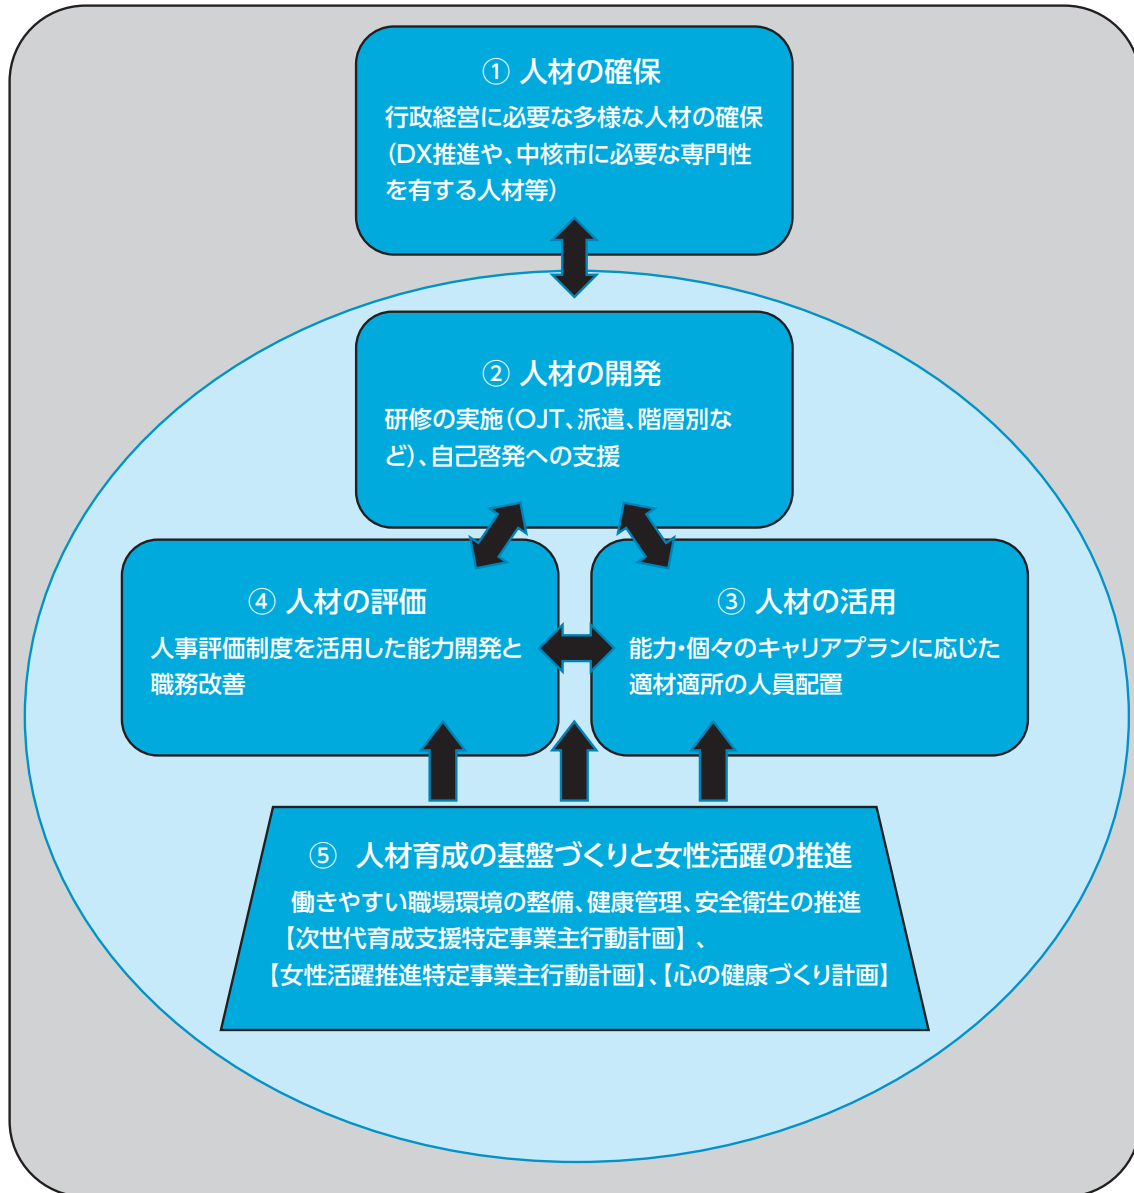 ① 人材の確保
行政経営に必要な多様な人材の確保
(DX推進や、中核市に必要な専門性
を有する人材等)
② 人材の開発
研修の実施(OJT、派遣、階層別な
ど)、自己啓発への支援
④ 人材の評価
人事評価制度を活用した能力開発と
職務改善
③ 人材の活用
能力・個々のキャリアプランに応じた
適材適所の人員配置
⑤ 人材育成の基盤づくりと女性活躍の推進
働きやすい職場環境の整備、健康管理、安全衛生の推進
【次世代育成支援特定事業主行動計画】、
【女性活躍推進特定事業主行動計画】、【心の健康づくり計画】